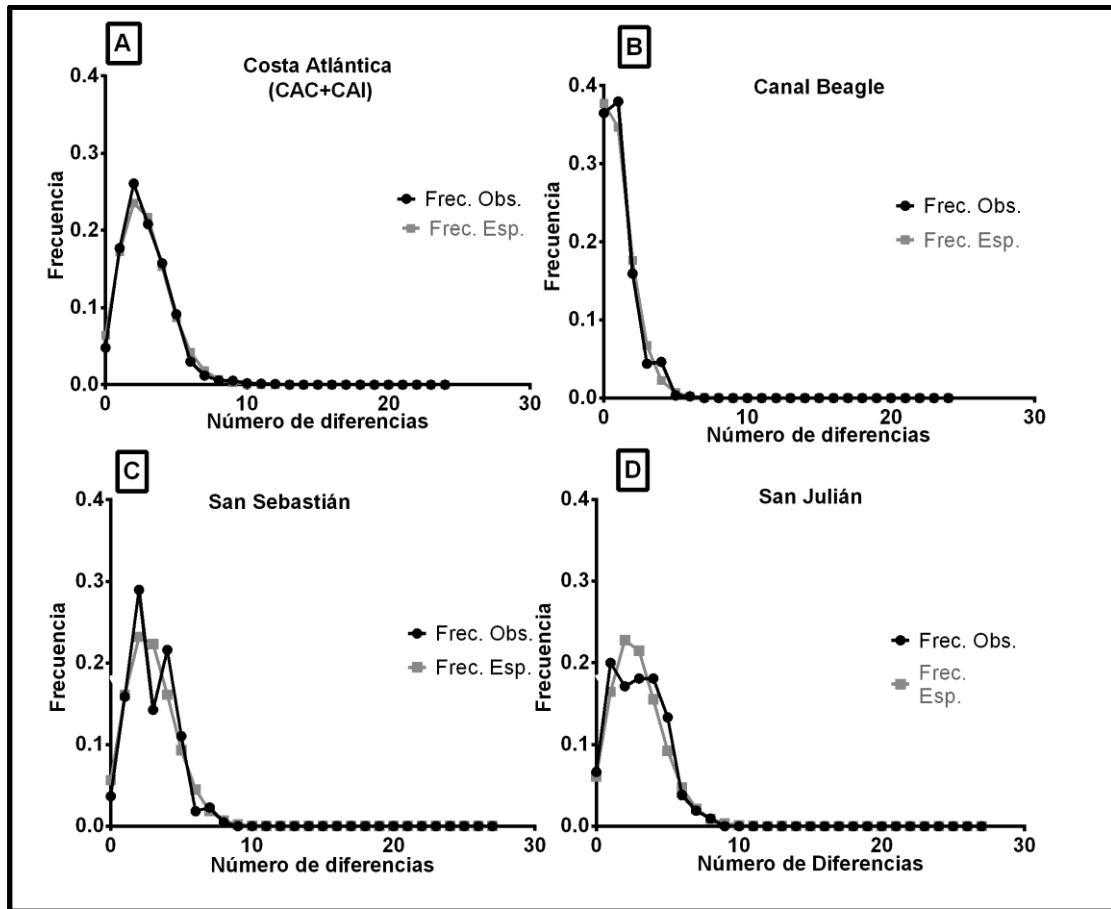 A
Costa Atlántica
(CAC+CAI)
Frecuencia
0.4
0.3
0.2
0.1
0.0
0
10
20
30
Número de diferencias
Frec. Obs.
Frec. Esp.
B
Canal Beagle
Frecuencia
0.4
0.3
0.2
0.1
0.0
0
10
20
30
Número de diferencias
Frec. Obs.
Frec. Esp.
C
San Sebastián
Frecuencia
0.4
0.3
0.2
0.1
0.0
0
10
20
30
Número de diferencias
Frec. Obs.
Frec. Esp.
D
San Julián
Frecuencia
0.4
0.3
0.2
0.1
0.0
0
10
20
30
Número de Diferencias
Frec. Obs.
Frec.
Esp.